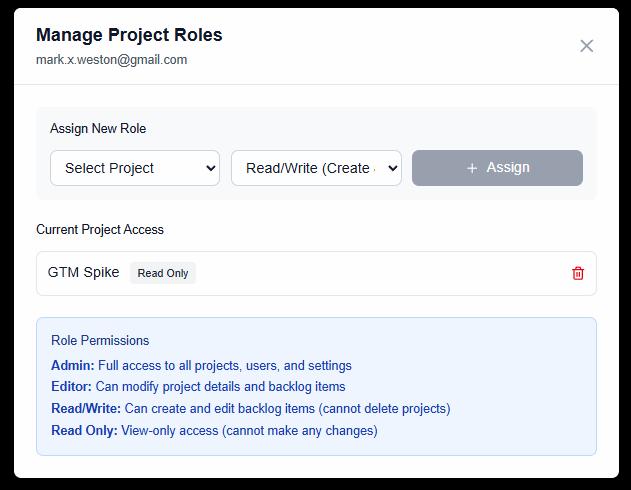 Manage Project Roles
mark.x.weston@gmail.com
Assign New Role
Select Project
Read/Write (Create
+ Assign
Current Project Access
GTM Spike Read Only
Role Permissions
Admin: Full access to all projects, users, and settings
Editor: Can modify project details and backlog items
Read/Write: Can create and edit backlog items (cannot delete projects)
Read Only: View-only access (cannot make any changes)